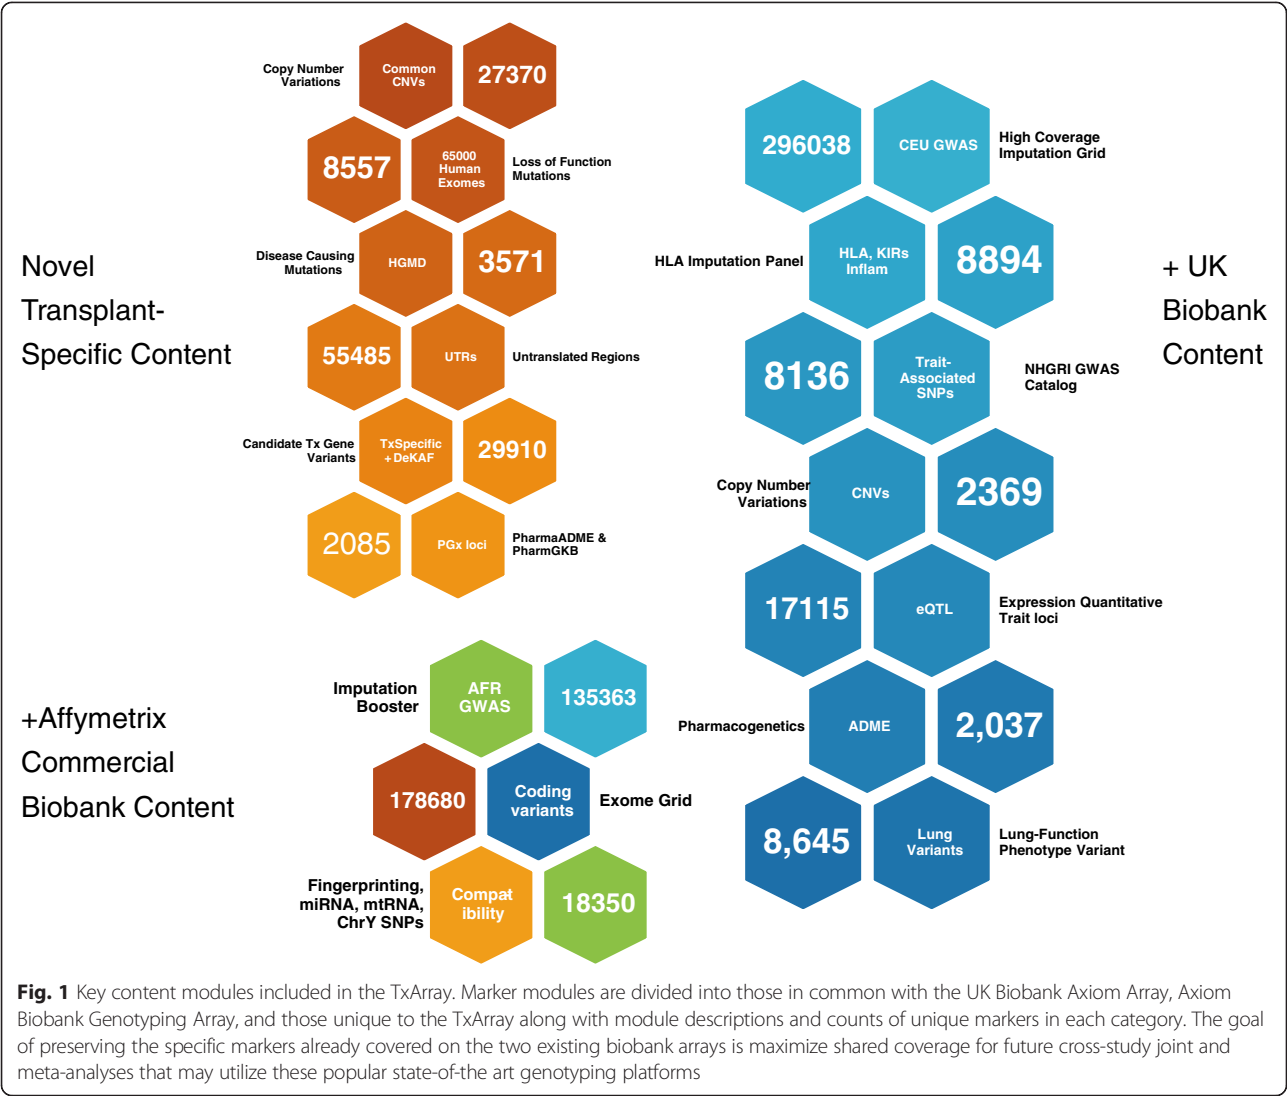 Novel
Transplant-
Specific Content
Copy Number
Variations
Common
CNVs
27370
8557
65000
Human
Exomes
Loss of Function
Mutations
Disease Causing
Mutations
HGMD
3571
55485
UTRs
Untranslated Regions
Candidate Tx Gene
Variants
TxSpecific
+ DeKAF
29910
2085
PGx loci
PharmaADME &
PharmGKB
+Affymetrix
Commercial
Biobank Content
Imputation
Booster
AFR
GWAS
135363
178680
Coding
variants
Exome Grid
Fingerprinting,
miRNA, mtRNA,
ChrY SNPs
Compat-
ibility
18350
+ UK
Biobank
Content
296038
CEU GWAS
High Coverage
Imputation Grid
HLA Imputation Panel
HLA, KIRs
Inflam
8894
8136
Trait-
Associated
SNPs
NHGRI GWAS
Catalog
Copy Number
Variations
CNVs
2369
17115
eQTL
Expression Quantitative
Trait loci
Pharmacogenetics
ADME
2,037
8,645
Lung
Variants
Lung-Function
Phenotype Variant
Fig. 1 Key content modules included in the TxArray. Marker modules are divided into those in common with the UK Biobank Axiom Array, Axiom
Biobank Genotyping Array, and those unique to the TxArray along with module descriptions and counts of unique markers in each category. The goal
of preserving the specific markers already covered on the two existing biobank arrays is maximize shared coverage for future cross-study joint and
meta-analyses that may utilize these popular state-of-the art genotyping platforms